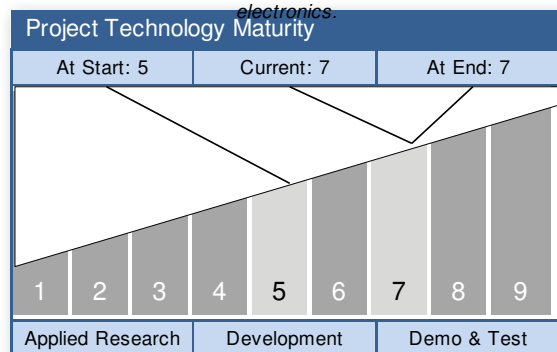 electronics.
Project Technology Maturity
At Start: 5 Current: 7 At End: 7
1 2 3 4 5 6 7 8 9
Applied Research Development Demo & Test